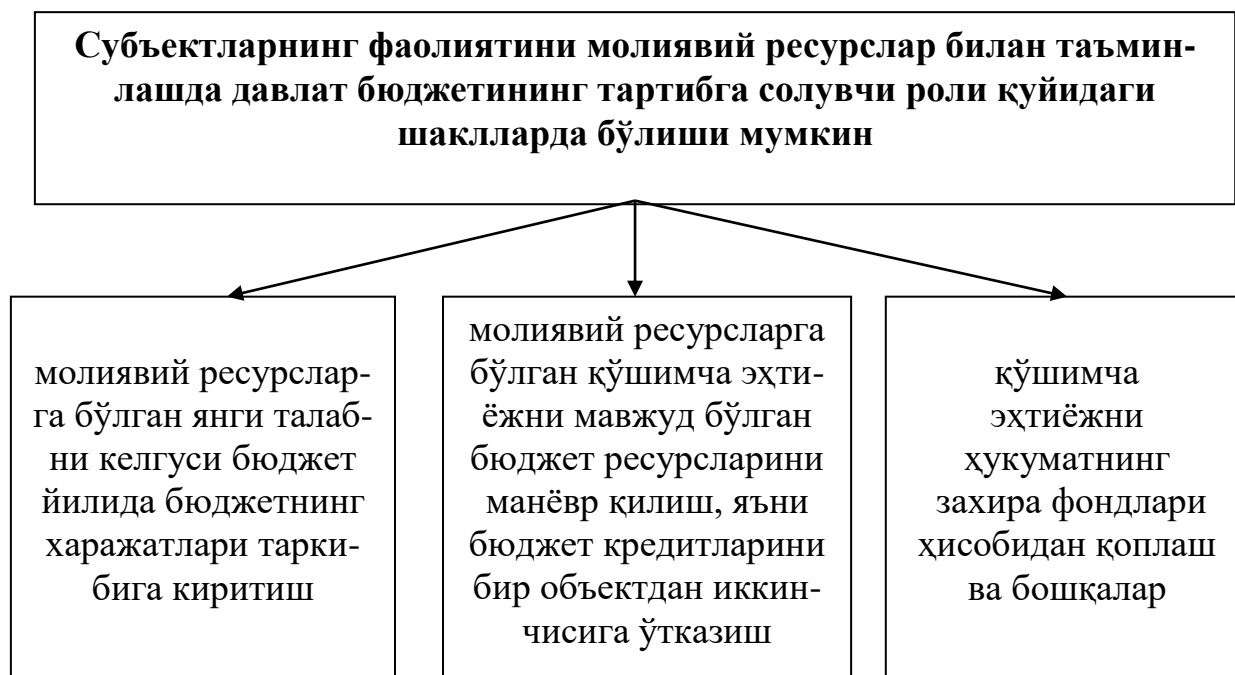 Субъектларнинг фаолиятини молиявий ресурслар билан таъмин-
лашда давлат бюджетининг тартибга солувчи роли қуйидаги
шаклларда бўлиши мумкин
молиявий ресурслар-
га бўлган янги талаб-
ни келгуси бюджет
йилида бюджетнинг
харажатлари тарки-
бига киритиш
молиявий ресурсларга
бўлган қўшимча эҳти-
ёжни мавжуд бўлган
бюджет ресурсларини
манёвр қилиш, яъни
бюджет кредитларини
бир объектдан иккин-
чисига ўтказиш
қўшимча
эҳтиёжни
ҳукуматнинг
захира фондлари
ҳисобидан қоплаш
ва бошқалар